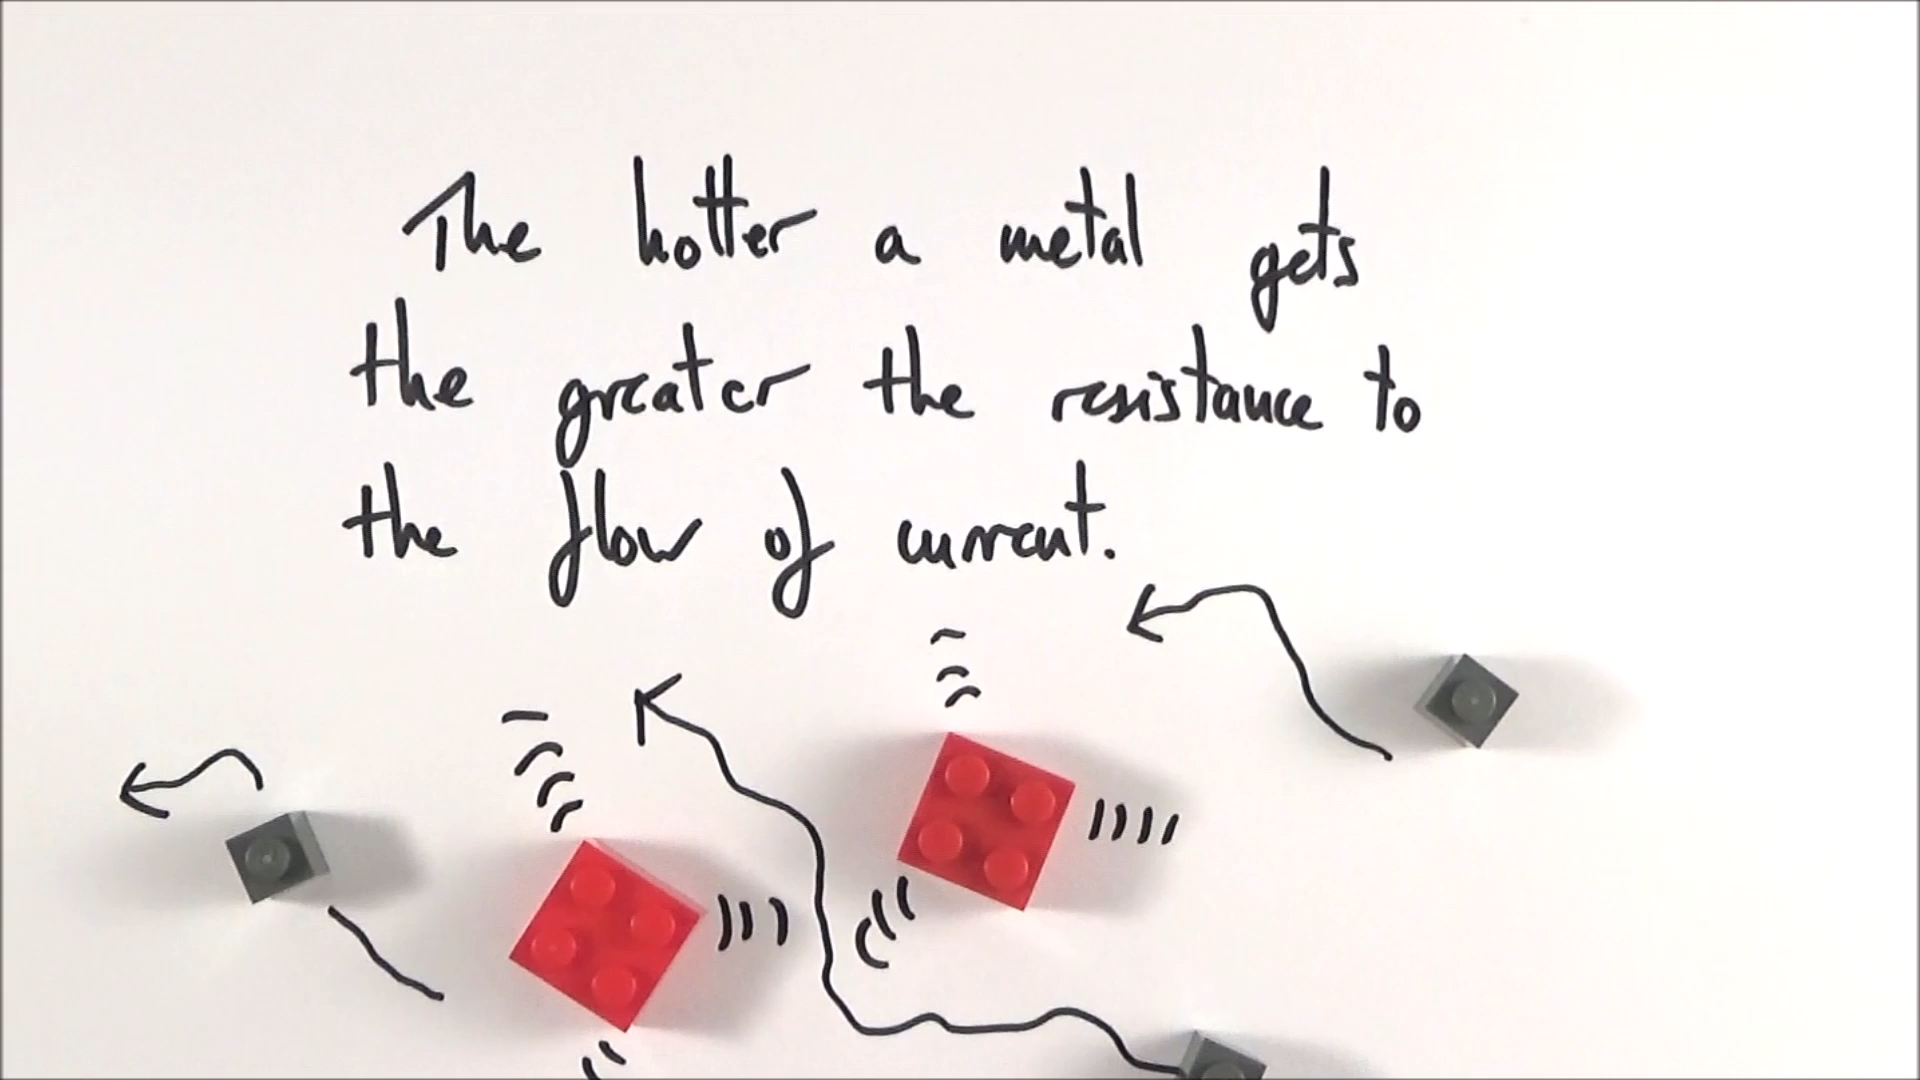 The hotter a metal gets
the greater the resistance to
the flow of current.